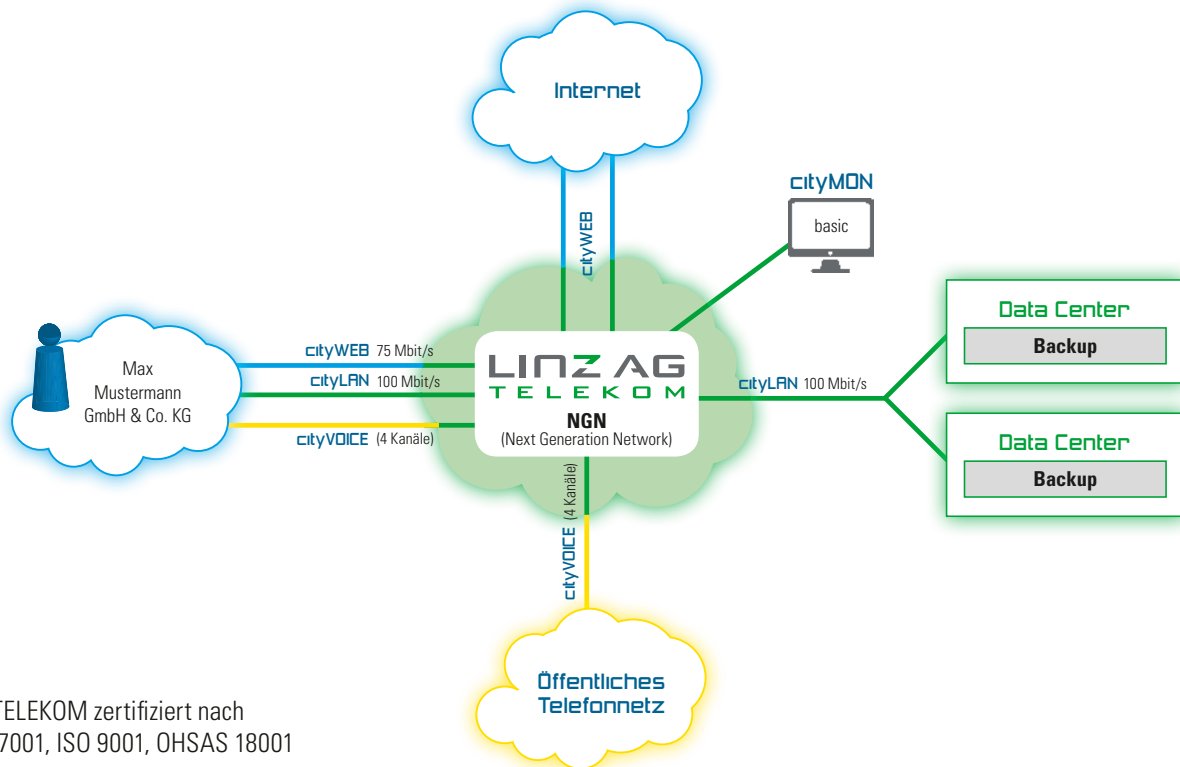 Internet
cityMON
basic
cityWEB
Data Center
Backup
Max
Mustermann
GmbH & Co. KG
cityWEB 75 Mbit/s
cityLAN 100 Mbit/s
cityVOICE (4 Kanäle)
LINZ AG
TELEKOM
NGN
(Next Generation Network)
cityLAN 100 Mbit/s
Data Center
Backup
cityVOICE (4 Kanäle)
Öffentliches
Telefonnetz
TELEKOM zertifiziert nach
7001, ISO 9001, OHSAS 18001